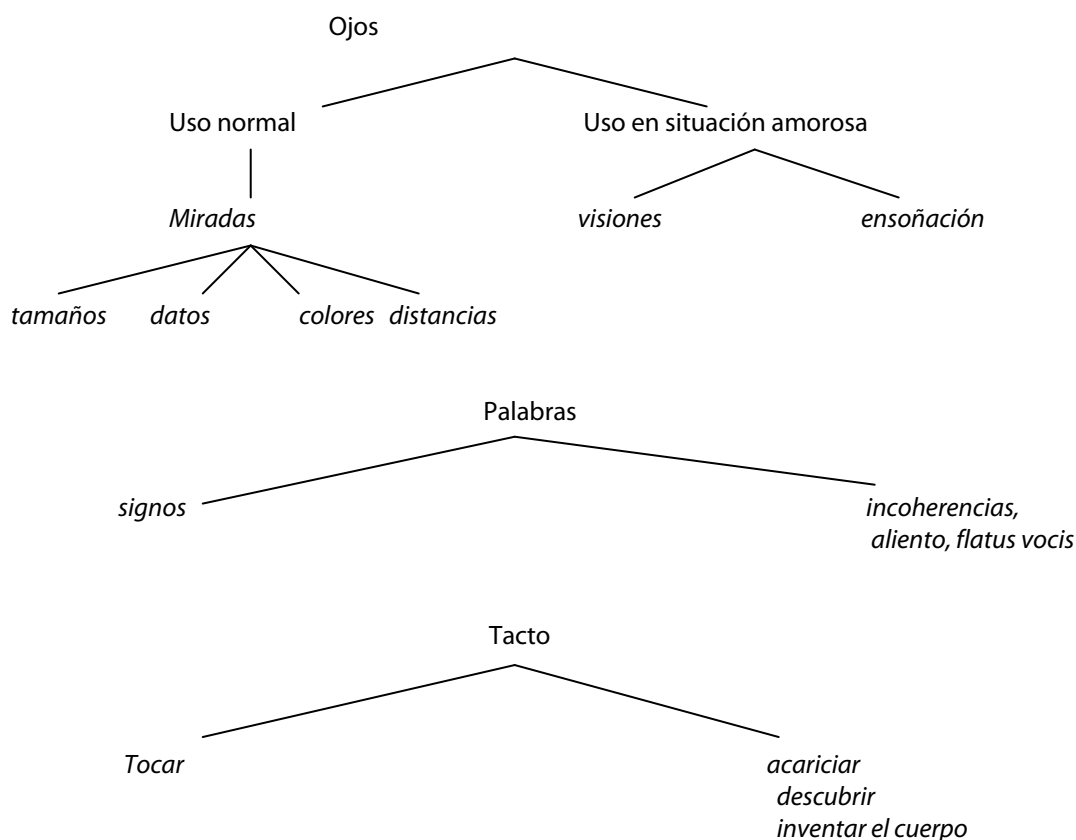 Ojos
Uso normal
Uso en situación amorosa
Miradas
visiones
ensoñación
tamaños
datos
colores
distancias
Palabras
signos
incoherencias,
aliento, flatus vocis
Tacto
Tocar
acariciar
descubrir
inventar el cuerpo